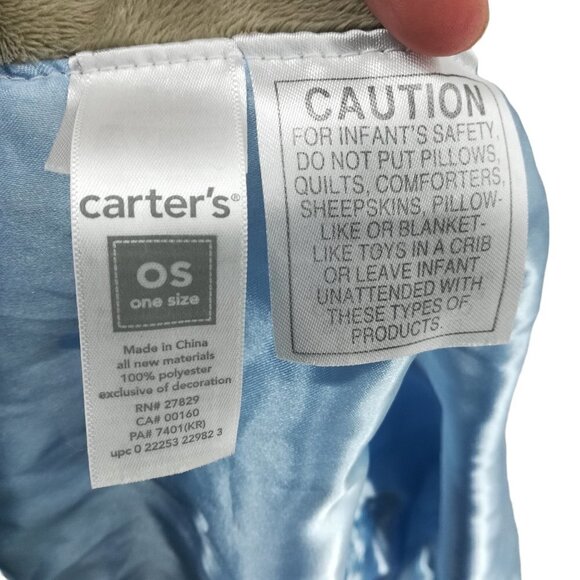 carter's®
OS
one size
Made in China
all new materials
100% polyester
exclusive of decoration
RN# 27829
CA# 00160
PA# 7401(KR)
upc 0 22253 22982 3
CAUTION
FOR INFANT'S SAFETY,
DO NOT PUT PILLOWS,
QUILTS, COMFORTERS,
SHEEPSKINS, PILLOW-
LIKE OR BLANKET-
LIKE TOYS IN A CRIB
OR LEAVE INFANT
UNATTENDED WITH
THESE TYPES OF
PRODUCTS.